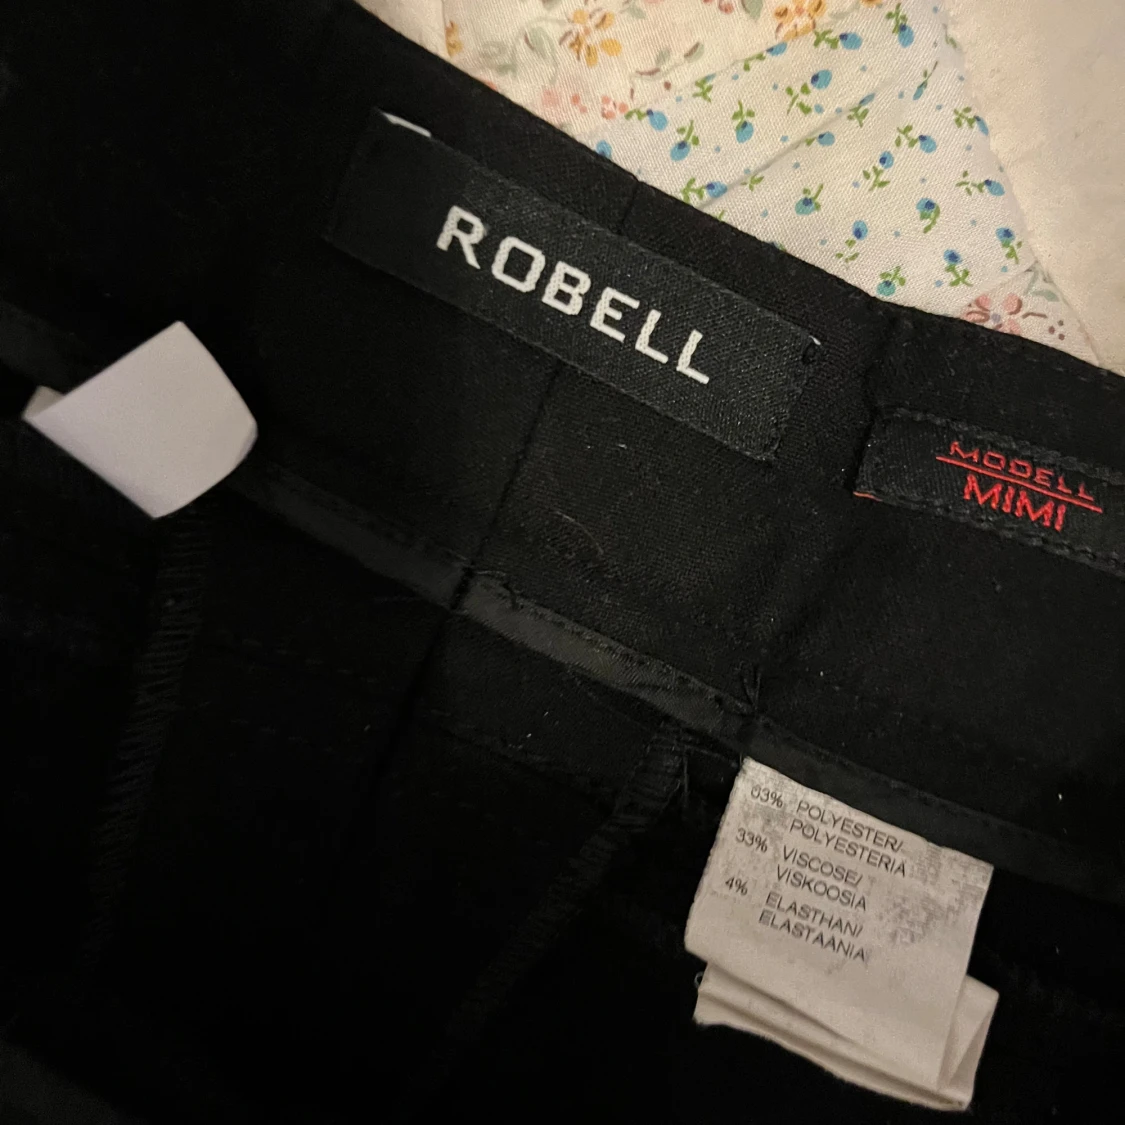 ROBELL
MODELL
MIMI
63% POLYESTER/
POLYESTERIA
33% VISCOSE/
VISKOOSIA
4% ELASTHAN/
ELASTAANIA